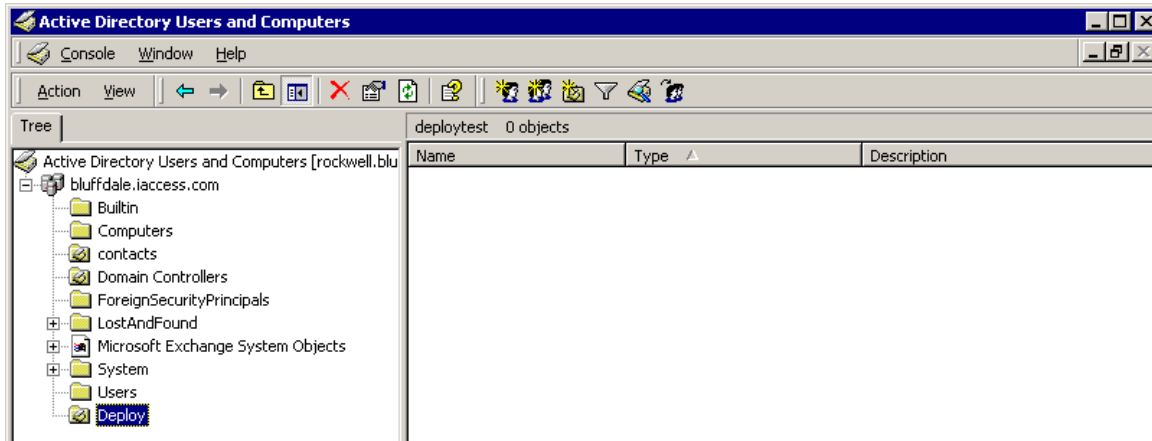 Active Directory Users and Computers
Console Window Help
Action View
Tree
deploytest 0 objects
Active Directory Users and Computers [rockwell.blu
Name Type Description
bluffdale.iaccess.com
Builtin
Computers
contacts
Domain Controllers
ForeignSecurityPrincipals
LostAndFound
Microsoft Exchange System Objects
System
Users
Deploy